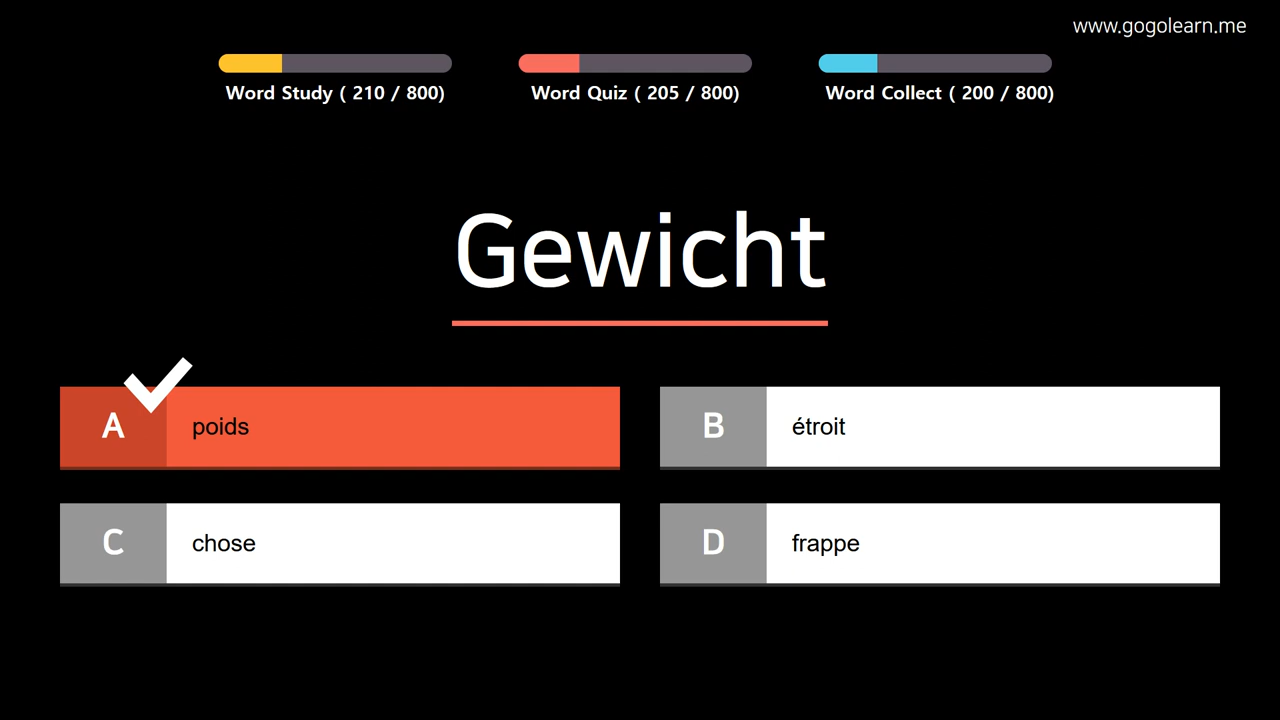 www.gogolearn.me
Word Study ( 210 / 800)
Word Quiz ( 205 / 800)
Word Collect ( 200 / 800)
Gewicht
A poids
B étroit
C chose
D frappe